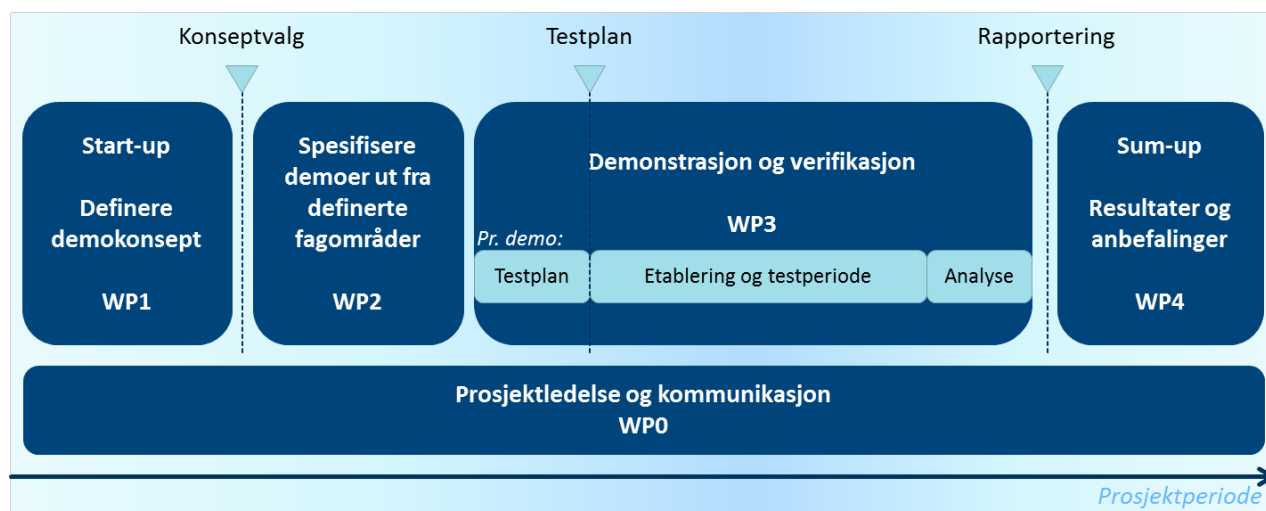 Konseptvalg
Testplan
Rapportering
Start-up
Definere
demokonsept
WP1
Spesifisere
demoer ut fra
definerte
fagområder
WP2
Demonstrasjon og verifikasjon
WP3
Pr. demo:
Testplan
Etablering og testperiode
Analyse
Sum-up
Resultater og
anbefalinger
WP4
Prosjektledelse og kommunikasjon
WP0
Prosjektperiode